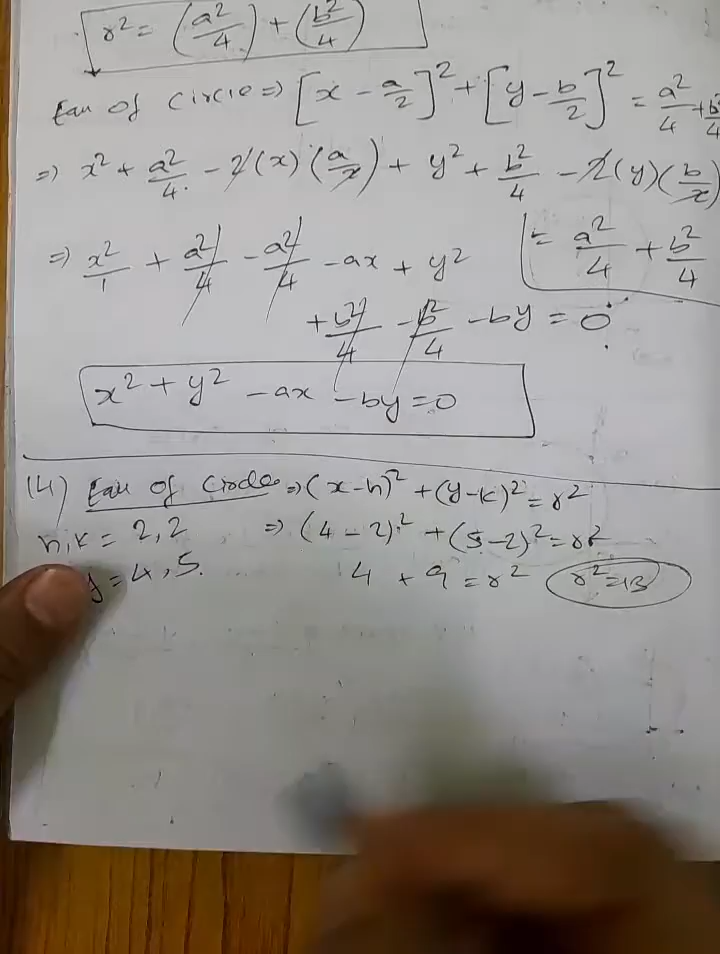 r² = (a²/4) + (b²/4)
Eqn of Circle ⇒ [x - a/2]² + [y - b/2]² = a²/4 + b²/4
⇒ x² + a²/4 - 2(x)(a/2) + y² + b²/4 - 2(y)(b/2)
= a²/4 + b²/4
⇒ x²/1 + a²/4 - a²/4 - ax + y²
+ b²/4 - b²/4 - by = 0
x² + y² - ax - by = 0
(4) Eqn of Circle ⇒ (x-h)² + (y-k)² = r²
h, k = 2, 2 ⇒ (4-2)² + (5-2)² = r²
y = 4, 5. 4 + 9 = r² r² = 13